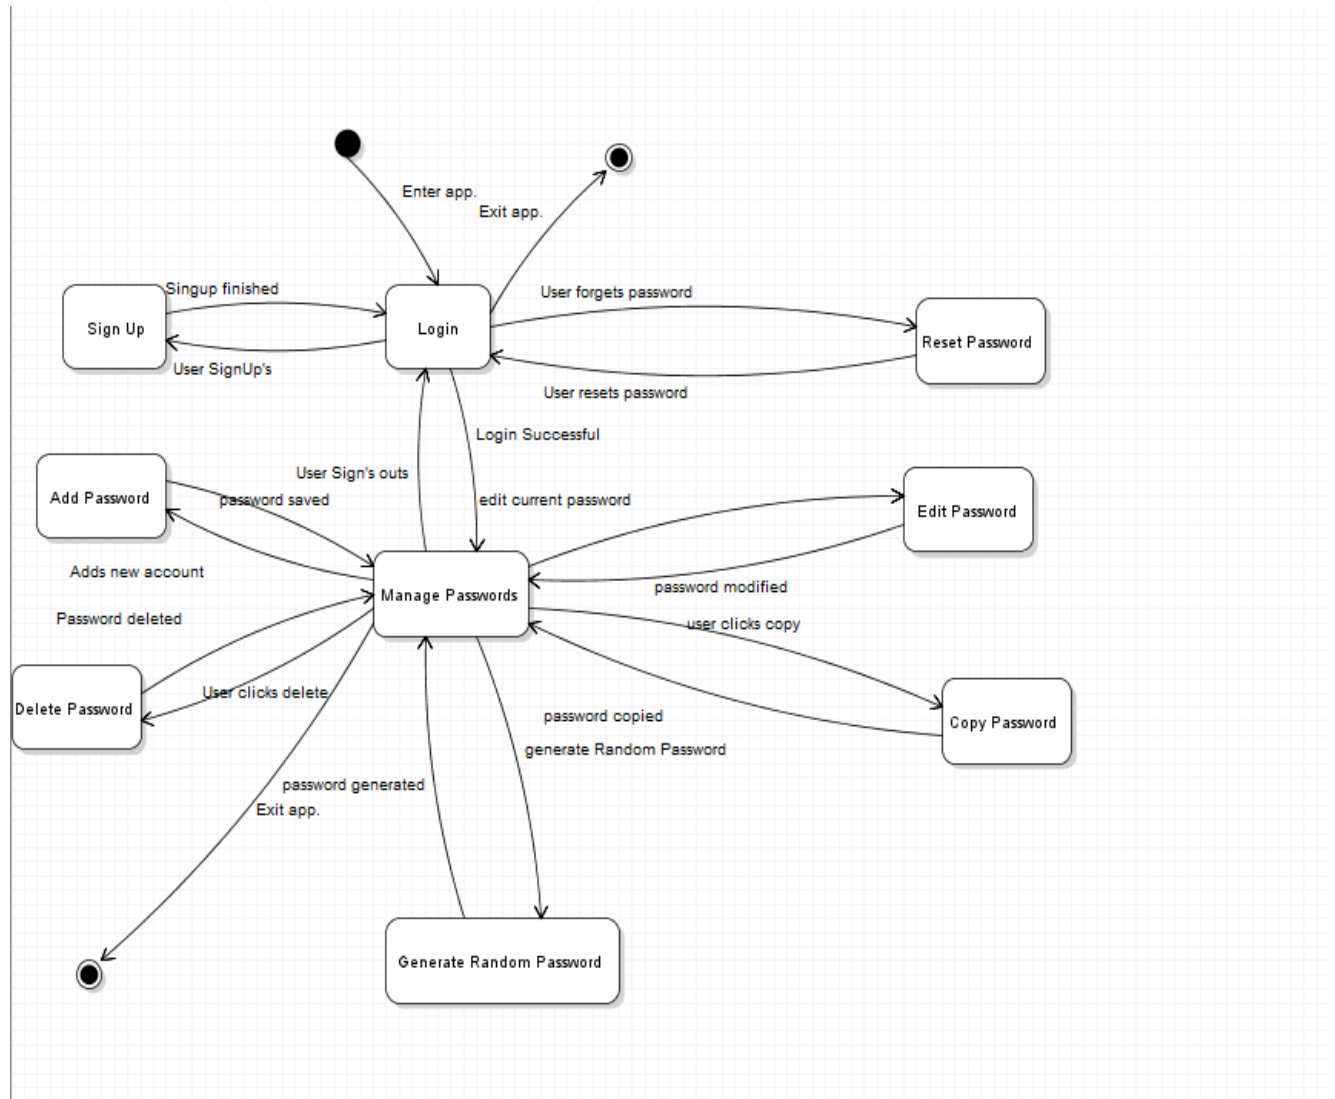 Enter app.
Exit app.
Singup finished
User forgets password
Sign Up
Login
Reset Password
User SignUp's
User resets password
Login Successful
User Sign's outs
password saved
edit current password
Add Password
Edit Password
Adds new account
password modified
Manage Passwords
Password deleted
user clicks copy
User clicks delete
Delete Password
password copied
Copy Password
generate Random Password
password generated
Exit app.
Generate Random Password